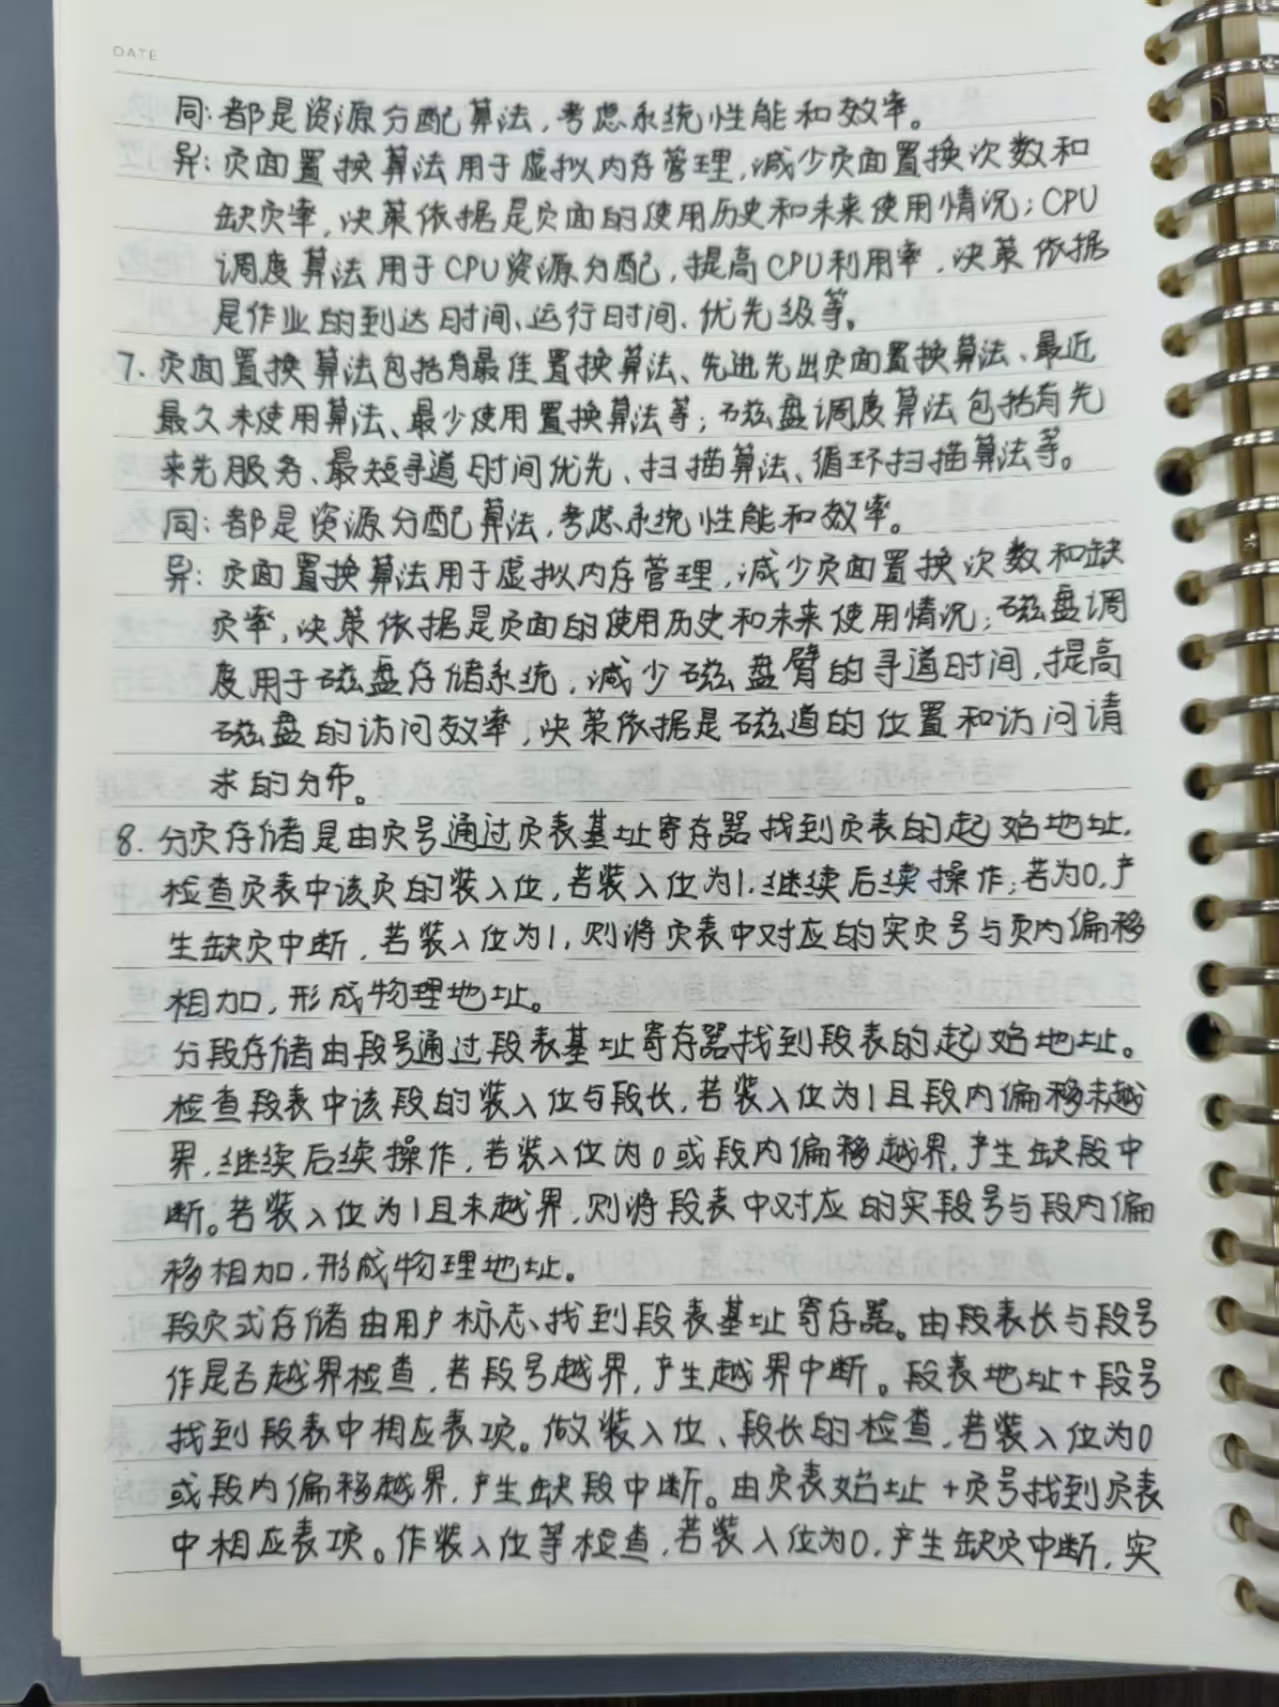 DATE
同:都是资源分配算法,考虑系统性能和效率。
异:页面置换算法用于虚拟内存管理,减少页面置换次数和
缺页率,决策依据是页面的使用历史和未来使用情况;CPU
调度算法用于CPU资源分配,提高CPU利用率,决策依据
是作业的到达时间、运行时间、优先级等。
7.页面置换算法包括有最佳置换算法、先进先出页面置换算法、最近
最久未使用算法、最少使用置换算法等;磁盘调度算法包括有先
来先服务、最短寻道时间优先、扫描算法、循环扫描算法等。
同:都是资源分配算法,考虑系统性能和效率。
异:页面置换算法用于虚拟内存管理,减少页面置换次数和缺
页率,决策依据是页面的使用历史和未来使用情况;磁盘调
度用于磁盘存储系统,减少磁盘臂的寻道时间,提高
磁盘的访问效率,决策依据是磁道的位置和访问请
求的分布。
8.分页存储是由页号通过页表基址寄存器找到页表的起始地址,
检查页表中该页的装入位,若装入位为1,继续后续操作;若为0,产
生缺页中断,若装入位为1,则将页表中对应的实页号与页内偏移
相加,形成物理地址。
分段存储由段号通过段表基址寄存器找到段表的起始地址。
检查段表中该段的装入位与段长,若装入位为1且段内偏移未越
界,继续后续操作,若装入位为0或段内偏移越界,产生缺段中
断。若装入位为1且未越界,则将段表中对应的实段号与段内偏
移相加,形成物理地址。
段页式存储由用户标志、找到段表基址寄存器。由段表长与段号
作是否越界检查,若段号越界,产生越界中断。段表地址+段号
找到段表中相应表项。做装入位、段长的检查,若装入位为0
或段内偏移越界,产生缺段中断。由页表始址+页号找到页表
中相应表项。作装入位等检查,若装入位为0,产生缺页中断,实